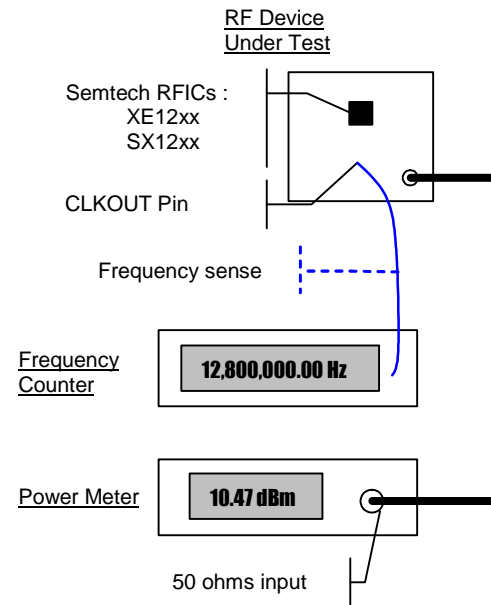 RF Device
Under Test
Semtech RFICs :
XE12xx
SX12xx
CLKOUT Pin
Frequency sense
Frequency
Counter
12,800,000.00 Hz
Power Meter
10.47 dBm
50 ohms input